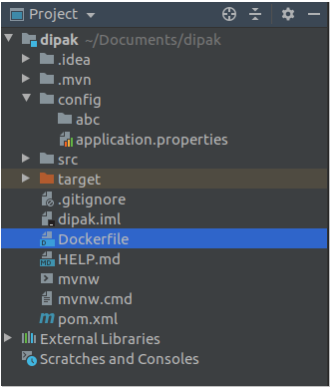 Project
dipak ~/Documents/dipak
.idea
.mvn
config
abc
application.properties
src
target
.gitignore
dipak.iml
Dockerfile
HELP.md
mvnw
mvnw.cmd
pom.xml
External Libraries
Scratches and Consoles